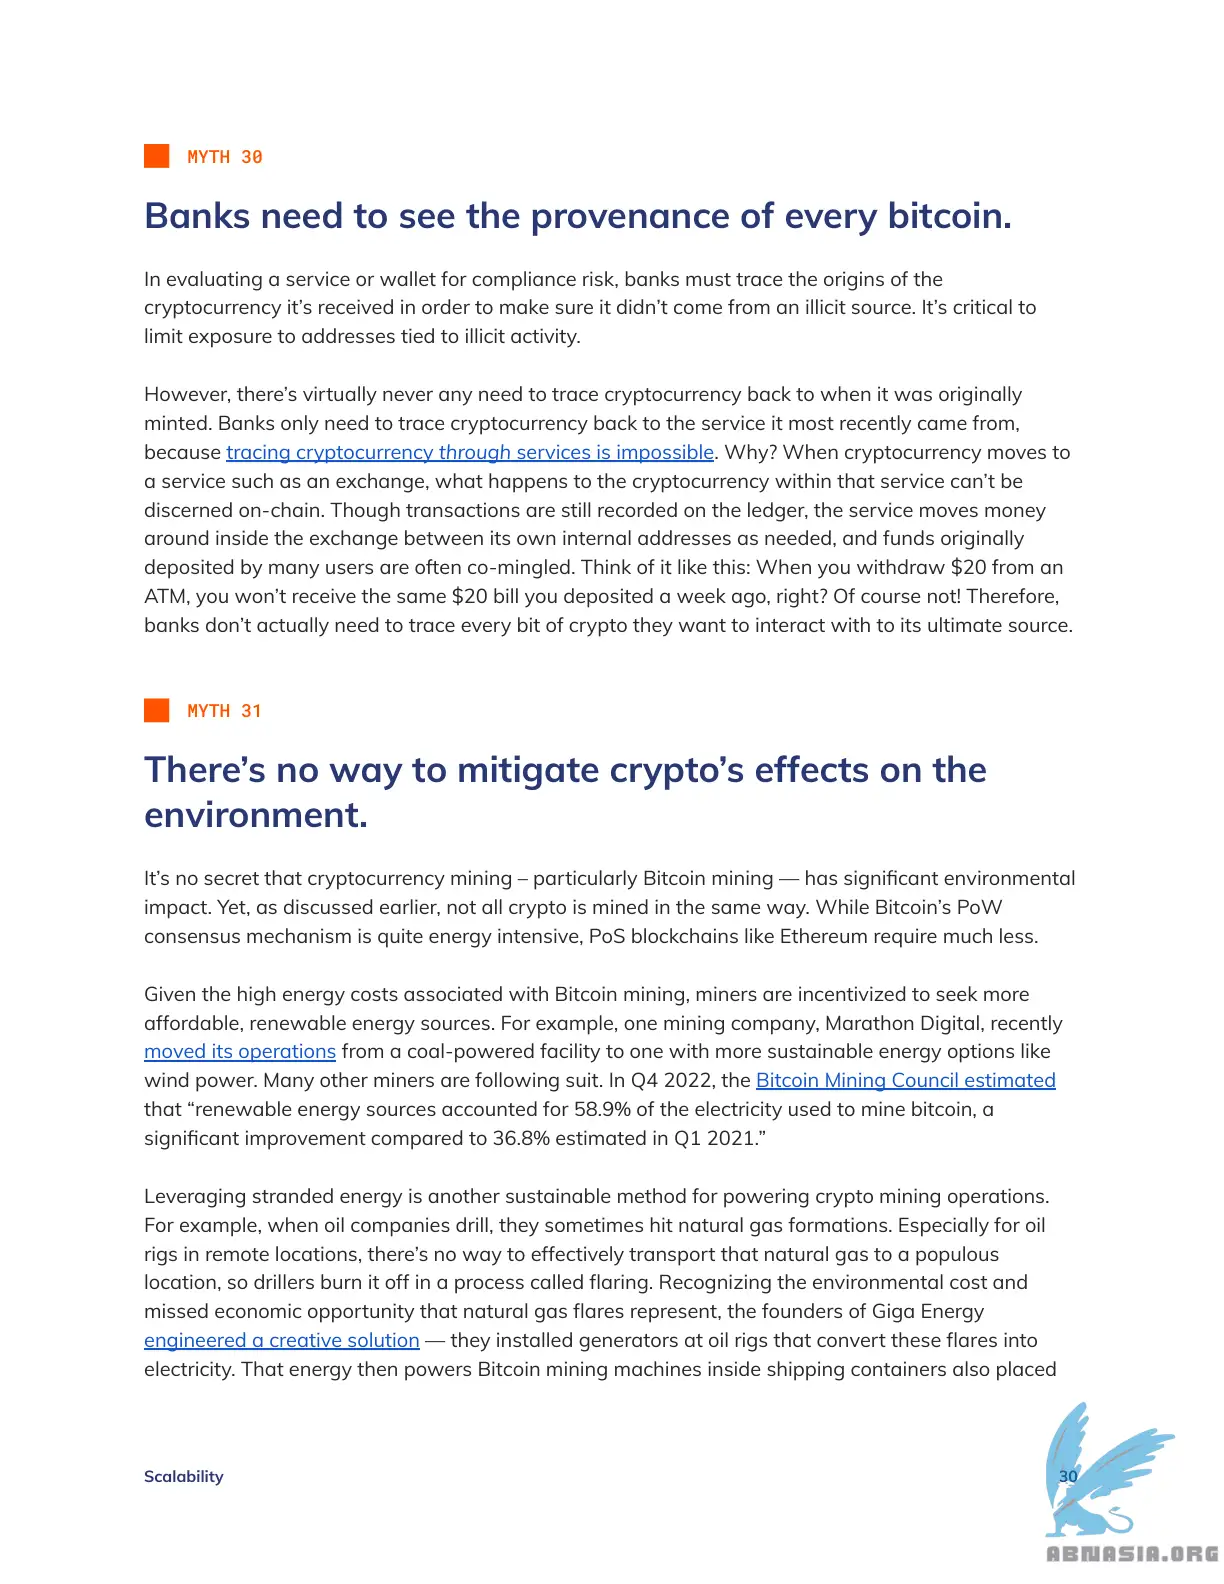 MYTH 30
Banks need to see the provenance of every bitcoin.
In evaluating a service or wallet for compliance risk, banks must trace the origins of the
cryptocurrency it’s received in order to make sure it didn’t come from an illicit source. It’s critical to
limit exposure to addresses tied to illicit activity.
However, there’s virtually never any need to trace cryptocurrency back to when it was originally
minted. Banks only need to trace cryptocurrency back to the service it most recently came from,
because tracing cryptocurrency through services is impossible. Why? When cryptocurrency moves to
a service such as an exchange, what happens to the cryptocurrency within that service can’t be
discerned on-chain. Though transactions are still recorded on the ledger, the service moves money
around inside the exchange between its own internal addresses as needed, and funds originally
deposited by many users are often co-mingled. Think of it like this: When you withdraw $20 from an
ATM, you won’t receive the same $20 bill you deposited a week ago, right? Of course not! Therefore,
banks don’t actually need to trace every bit of crypto they want to interact with to its ultimate source.
MYTH 31
There’s no way to mitigate crypto’s effects on the
environment.
It’s no secret that cryptocurrency mining – particularly Bitcoin mining — has significant environmental
impact. Yet, as discussed earlier, not all crypto is mined in the same way. While Bitcoin’s PoW
consensus mechanism is quite energy intensive, PoS blockchains like Ethereum require much less.
Given the high energy costs associated with Bitcoin mining, miners are incentivized to seek more
affordable, renewable energy sources. For example, one mining company, Marathon Digital, recently
moved its operations from a coal-powered facility to one with more sustainable energy options like
wind power. Many other miners are following suit. In Q4 2022, the Bitcoin Mining Council estimated
that “renewable energy sources accounted for 58.9% of the electricity used to mine bitcoin, a
significant improvement compared to 36.8% estimated in Q1 2021.”
Leveraging stranded energy is another sustainable method for powering crypto mining operations.
For example, when oil companies drill, they sometimes hit natural gas formations. Especially for oil
rigs in remote locations, there’s no way to effectively transport that natural gas to a populous
location, so drillers burn it off in a process called flaring. Recognizing the environmental cost and
missed economic opportunity that natural gas flares represent, the founders of Giga Energy
engineered a creative solution — they installed generators at oil rigs that convert these flares into
electricity. That energy then powers Bitcoin mining machines inside shipping containers also placed
Scalability
30
ABNASIA.ORG